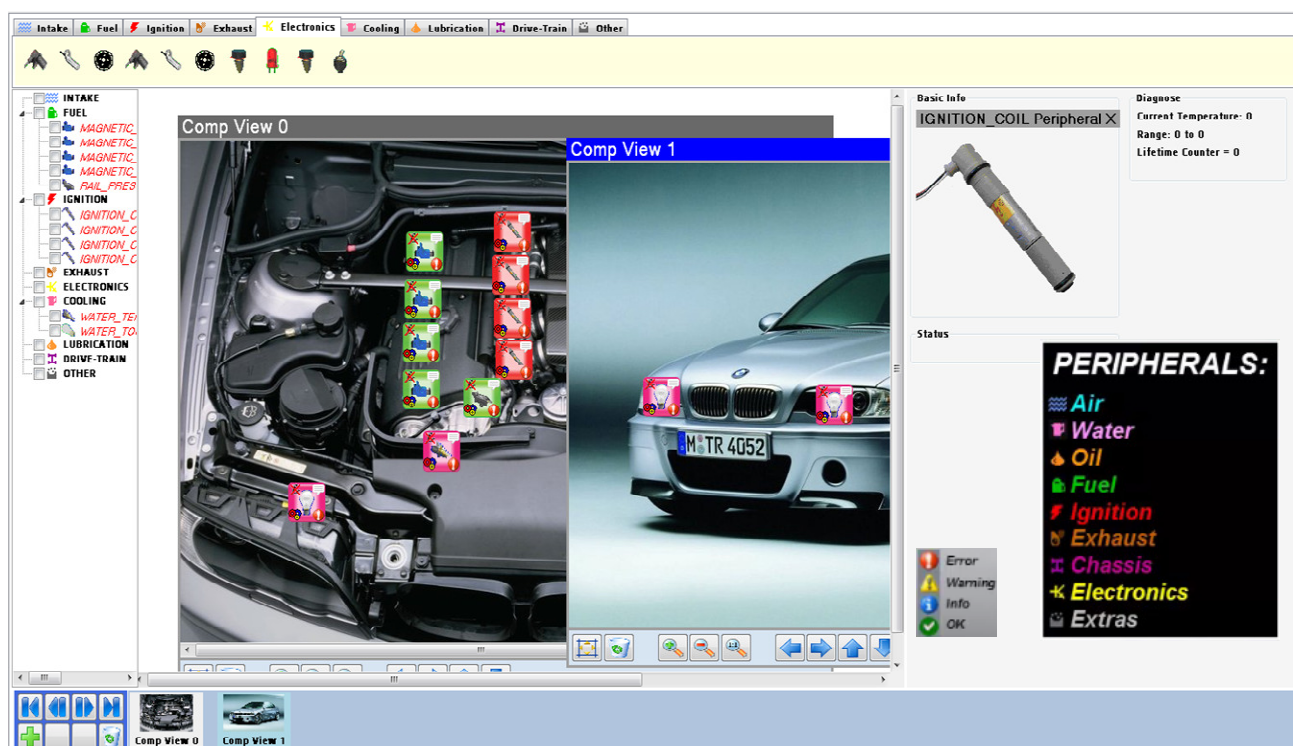 Intake Fuel Ignition Exhaust Electronics Cooling Lubrication Drive-Train Other
INTAKE
FUEL
MAGNETIC_
MAGNETIC_
MAGNETIC_
MAGNETIC_
RAIL_PRES
IGNITION
IGNITION_C
IGNITION_C
IGNITION_C
IGNITION_C
EXHAUST
ELECTRONICS
COOLING
WATER_TE
WATER_TO
LUBRICATION
DRIVE-TRAIN
OTHER
Comp View 0
Comp View 1
M TR 4052
Basic Info
IGNITION_COIL Peripheral X
Diagnose
Current Temperature: 0
Range: 0 to 0
Lifetime Counter = 0
Status
PERIPHERALS:
Air
Water
Oil
Fuel
Ignition
Exhaust
Chassis
Electronics
Extras
Error
Warning
Info
OK
Comp View 0
Comp View 1